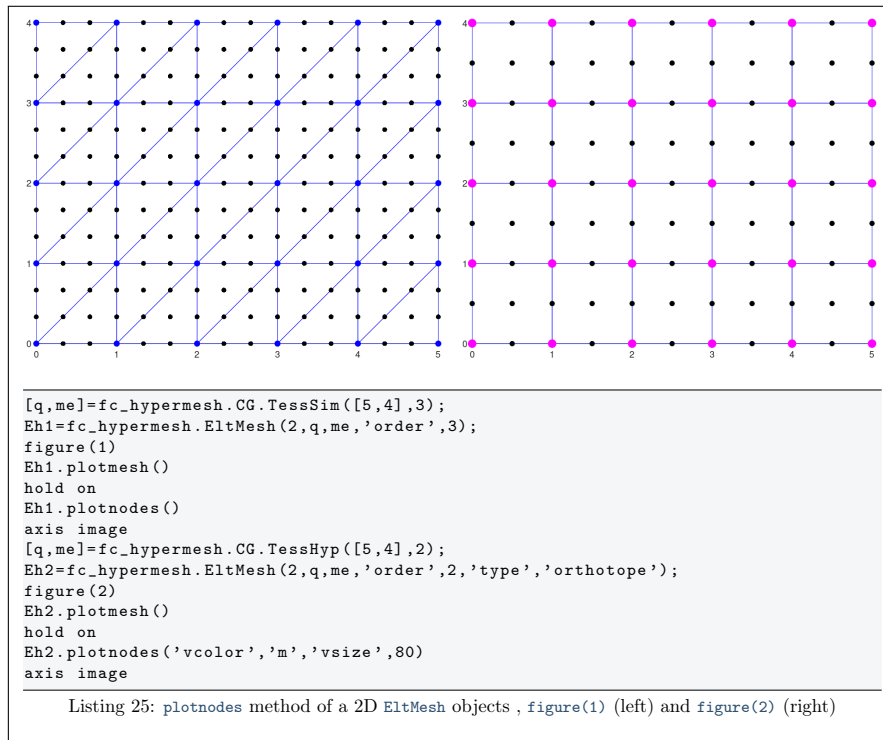 4
3
2
1
0
0 1 2 3 4 5
4
3
2
1
0
0 1 2 3 4 5
[q,me]=fc_hypermesh.CG.TessSim([5,4],3);
Eh1=fc_hypermesh.EltMesh(2,q,me,'order',3);
figure(1)
Eh1.plotmesh()
hold on
Eh1.plotnodes()
axis image
[q,me]=fc_hypermesh.CG.TessHyp([5,4],2);
Eh2=fc_hypermesh.EltMesh(2,q,me,'order',2,'type','orthotope');
figure(2)
Eh2.plotmesh()
hold on
Eh2.plotnodes('vcolor','m','vsize',80)
axis image
Listing 25: plotnodes method of a 2D EltMesh objects , figure(1) (left) and figure(2) (right)